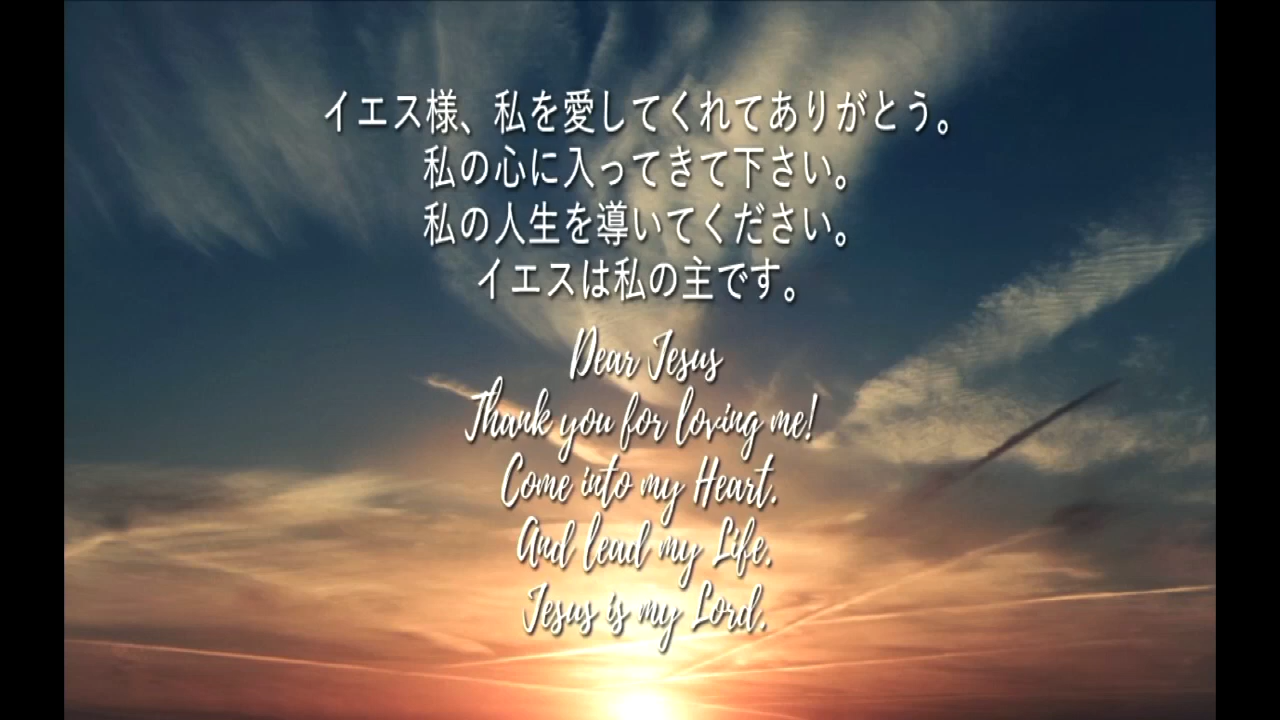 イエス様、私を愛してくれてありがとう。
私の心に入ってきて下さい。
私の人生を導いてください。
イエスは私の主です。
Dear Jesus
Thank you for loving me!
Come into my Heart.
And lead my Life.
Jesus is my Lord.